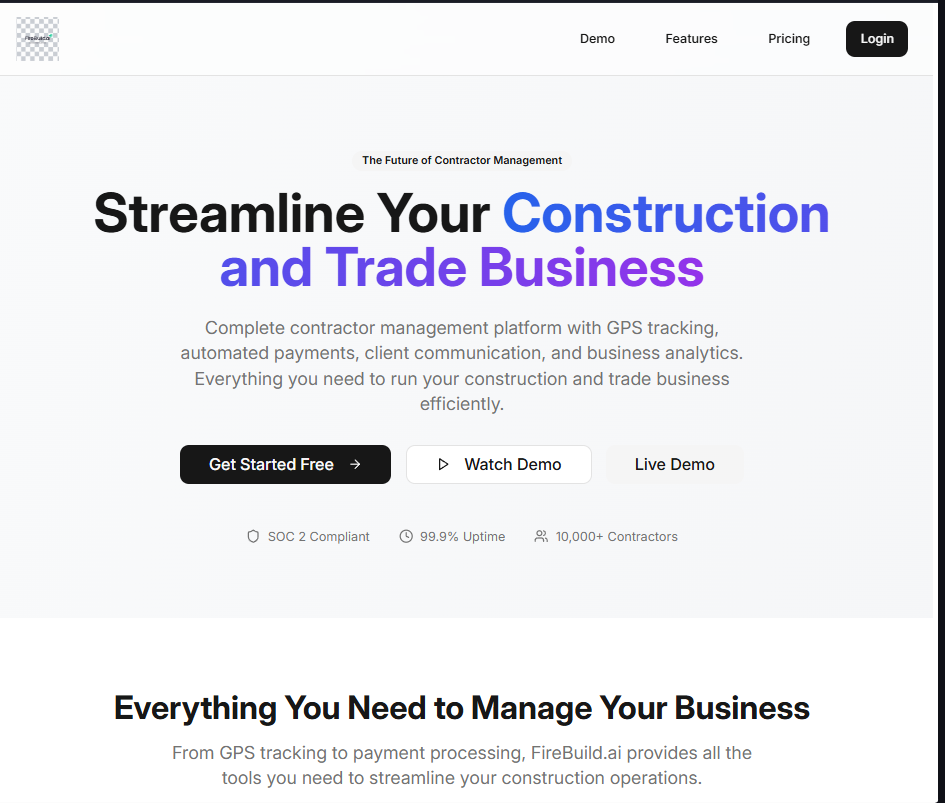 FireBuild.ai
Demo
Features
Pricing
Login
The Future of Contractor Management
Streamline Your Construction
and Trade Business
Complete contractor management platform with GPS tracking,
automated payments, client communication, and business analytics.
Everything you need to run your construction and trade business
efficiently.
Get Started Free
Watch Demo
Live Demo
SOC 2 Compliant
99.9% Uptime
10,000+ Contractors
Everything You Need to Manage Your Business
From GPS tracking to payment processing, FireBuild.ai provides all the
tools you need to streamline your construction operations.